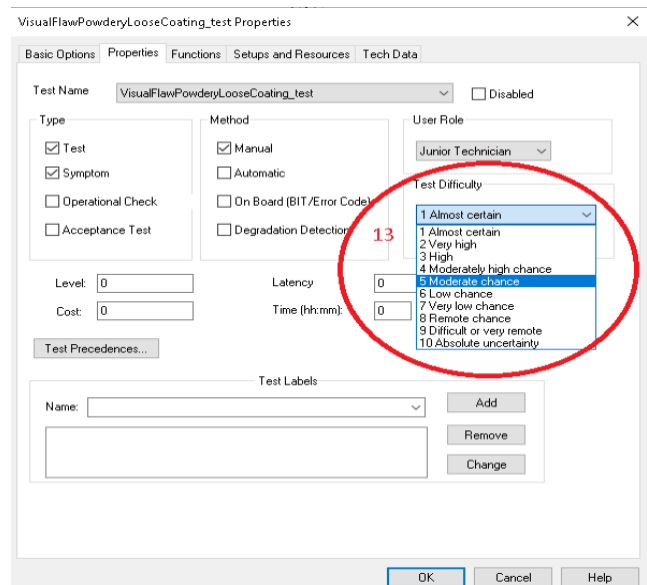 VisualFlawPowderyLooseCoating_test Properties
Basic Options Properties Functions Setups and Resources Tech Data
Test Name VisualFlawPowderyLooseCoating_test Disabled
Type Method User Role
Test Manual Junior Technician
Symptom Automatic
Test Difficulty
Operational Check On Board (BIT/Error Code) 1 Almost certain
Acceptance Test Degradation Detection 13 1 Almost certain
2 Very high
3 High
4 Moderately high chance
Level: 0 Latency 0 5 Moderate chance
6 Low chance
Cost: 0 Time (hh:mm): 0 7 Very low chance
8 Remote chance
9 Difficult or very remote
Test Precedences... 10 Absolute uncertainty
Test Labels
Name: Add
Remove
Change
OK Cancel Help